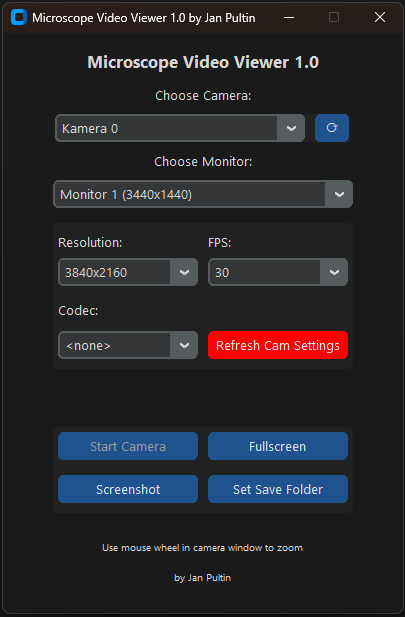 Microscope Video Viewer 1.0 by Jan Pultin
Microscope Video Viewer 1.0
Choose Camera:
Kamera 0
Choose Monitor:
Monitor 1 (3440x1440)
Resolution: FPS:
3840x2160 30
Codec:
<none> Refresh Cam Settings
Start Camera Fullscreen
Screenshot Set Save Folder
Use mouse wheel in camera window to zoom
by Jan Pultin